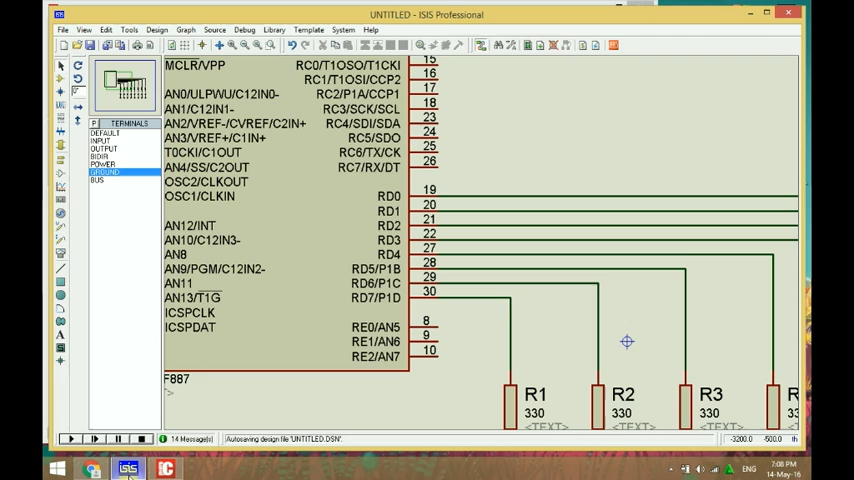 UNTITLED - ISIS Professional
File View Edit Tools Design Graph Source Debug Library Template System Help
P TERMINALS
DEFAULT
INPUT
OUTPUT
BIDIR
POWER
GROUND
BUS
MCLR/VPP
AN0/ULPWU/C12IN0-
AN1/C12IN1-
AN2/VREF-/CVREF/C2IN+
AN3/VREF+/C1IN+
T0CKI/C1OUT
AN4/SS/C2OUT
OSC2/CLKOUT
OSC1/CLKIN
AN12/INT
AN10/C12IN3-
AN8
AN9/PGM/C12IN2-
AN11
AN13/T1G
ICSPCLK
ICSPDAT
RC0/T1OSO/T1CKI 15
RC1/T1OSI/CCP2 16
RC2/P1A/CCP1 17
RC3/SCK/SCL 18
RC4/SDI/SDA 23
RC5/SDO 24
RC6/TX/CK 25
RC7/RX/DT 26
RD0 19
RD1 20
RD2 21
RD3 22
RD4 27
RD5/P1B 28
RD6/P1C 29
RD7/P1D 30
RE0/AN5 8
RE1/AN6 9
RE2/AN7 10
F887
R1 R2 R3 R
330 330 330 33
<TEXT> <TEXT> <TEXT>
14 Message(s) Autosaving design file 'UNTITLED.DSN'. -3200.0 -500.0 th
isis ENG 7:08 PM
14-May-16